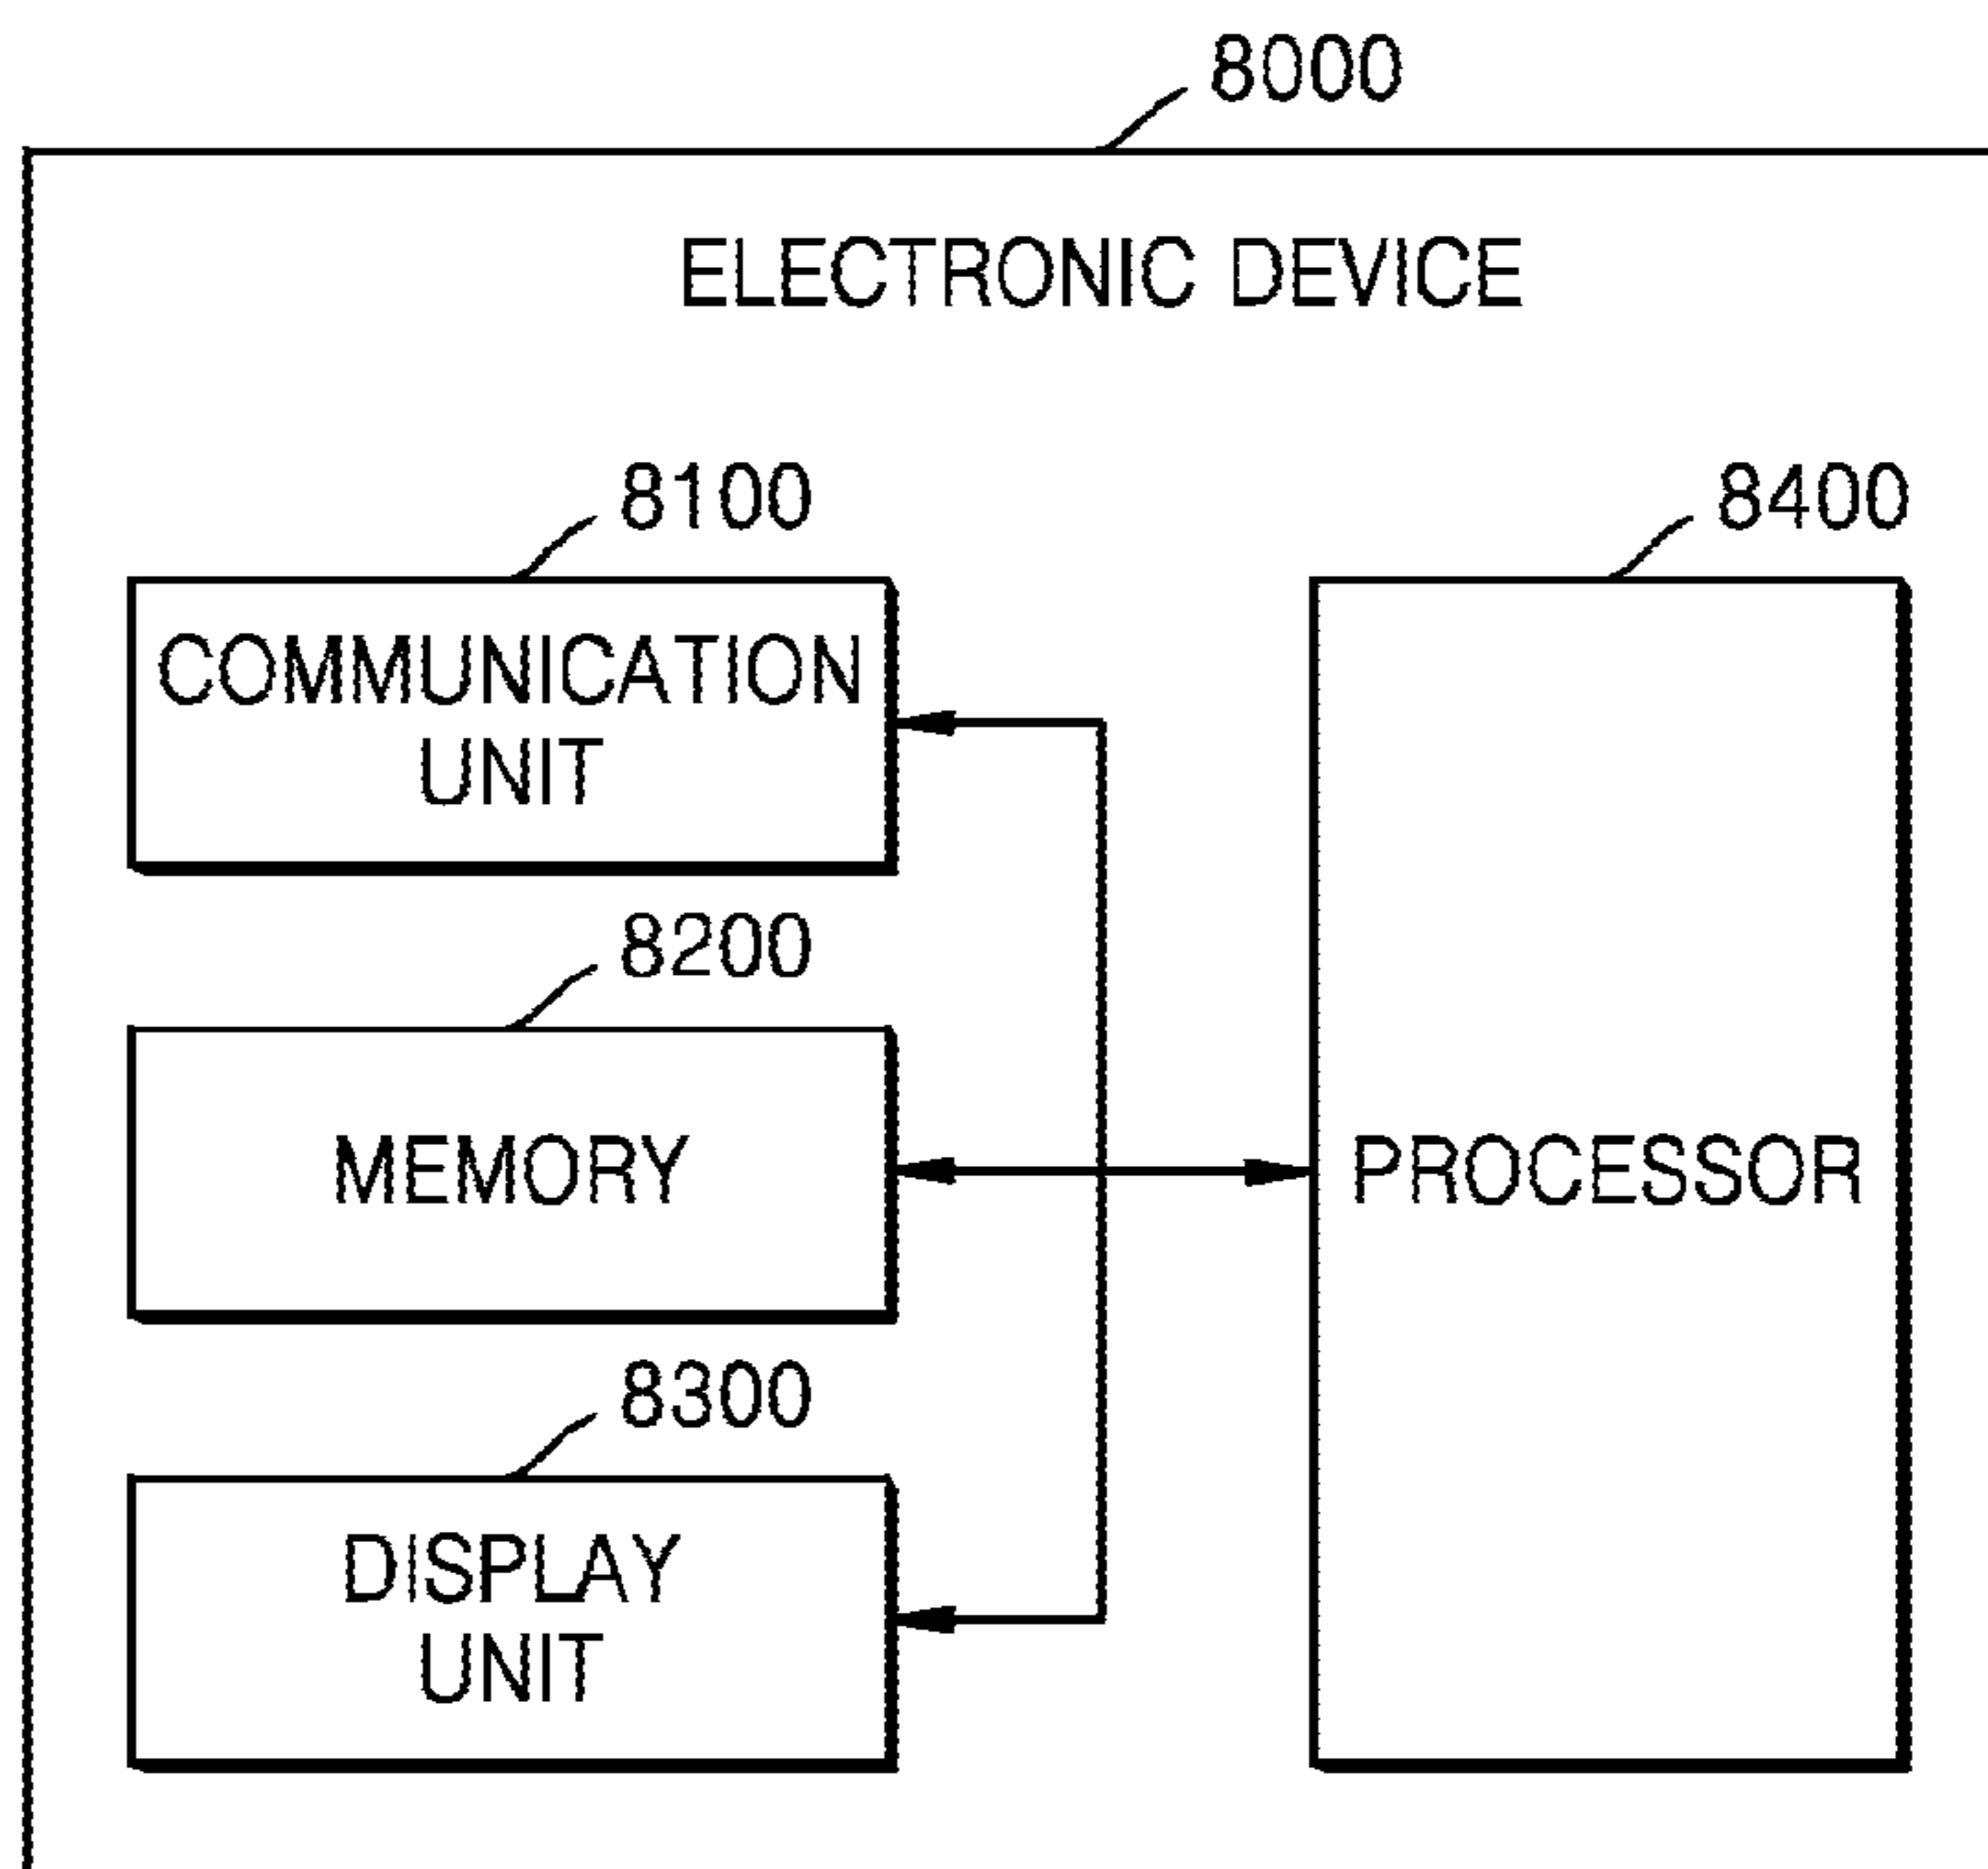 8000
ELECTRONIC DEVICE
8100
8400
COMMUNICATION
UNIT
8200
MEMORY
PROCESSOR
8300
DISPLAY
UNIT